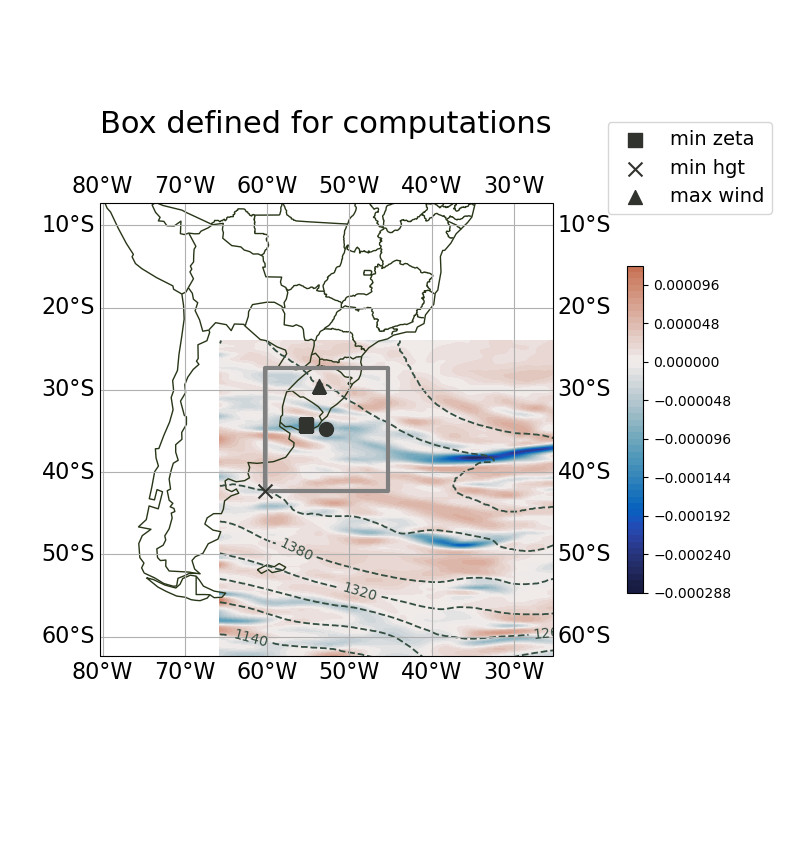 Box defined for computations
min zeta
min hgt
max wind
80°W 70°W 60°W 50°W 40°W 30°W
10°S 10°S
20°S 20°S
30°S 30°S
40°S 40°S
50°S 50°S
60°S 60°S
80°W 70°W 60°W 50°W 40°W 30°W
1380
1320
1140
0.000096
0.000048
0.000000
−0.000048
−0.000096
−0.000144
−0.000192
−0.000240
−0.000288